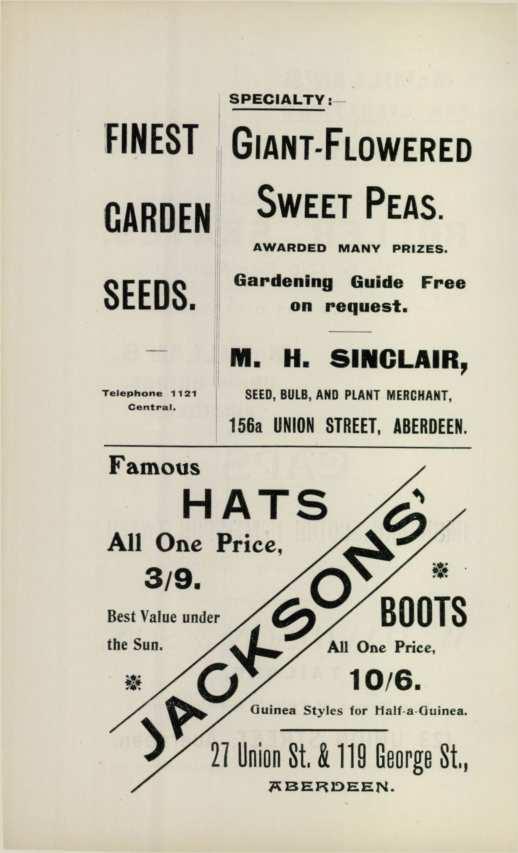 FINEST
GARDEN
SEEDS.
Telephone 1121
Central.
SPECIALTY:—
GIANT-FLOWERED
SWEET PEAS.
AWARDED MANY PRIZES.
Gardening Guide Free
on request.
M. H. SINCLAIR,
SEED, BULB, AND PLANT MERCHANT,
156a UNION STREET, ABERDEEN.
Famous
HATS
All One Price,
3/9.
Best Value under
the Sun.
JACKSONS'
BOOTS
All One Price,
10/6.
Guinea Styles for Half-a-Guinea.
27 Union St. & 119 George St.,
ABERDEEN.